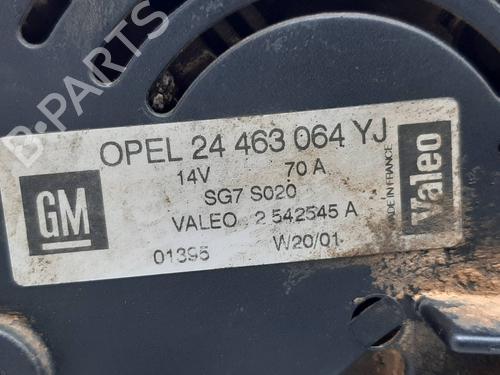 B-PARTS
OPEL 24 463 064 YJ
14V 70 A
SG7 S020
VALEO 2 542545 A
01395 W20/01
GM
MADE IN FRANCE
Valeo